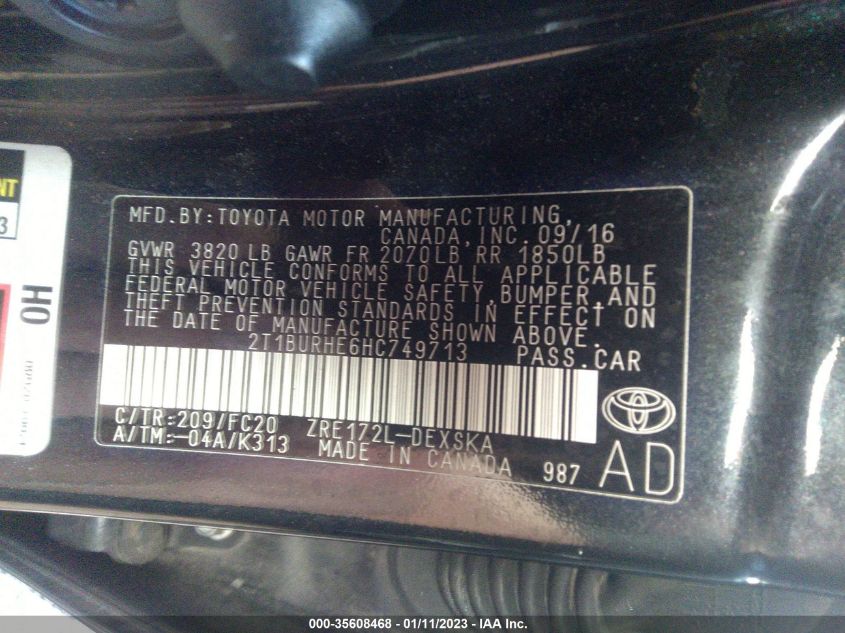 MFD.BY:TOYOTA MOTOR MANUFACTURING,
CANADA,INC. 09/16
GVWR 3820 LB GAWR FR 2070LB RR 1850LB
THIS VEHICLE CONFORMS TO ALL APPLICABLE
FEDERAL MOTOR VEHICLE SAFETY,BUMPER,AND
THEFT PREVENTION STANDARDS IN EFFECT ON
THE DATE OF MANUFACTURE SHOWN ABOVE.
2T1BURHE6HC749713 PASS.CAR
C/TR:209/FC20 ZRE172L-DEXSKA
A/TM:-04A/K313 MADE IN CANADA 987 AD
NT
3
HO
000-35608468 - 01/11/2023 - IAA Inc.